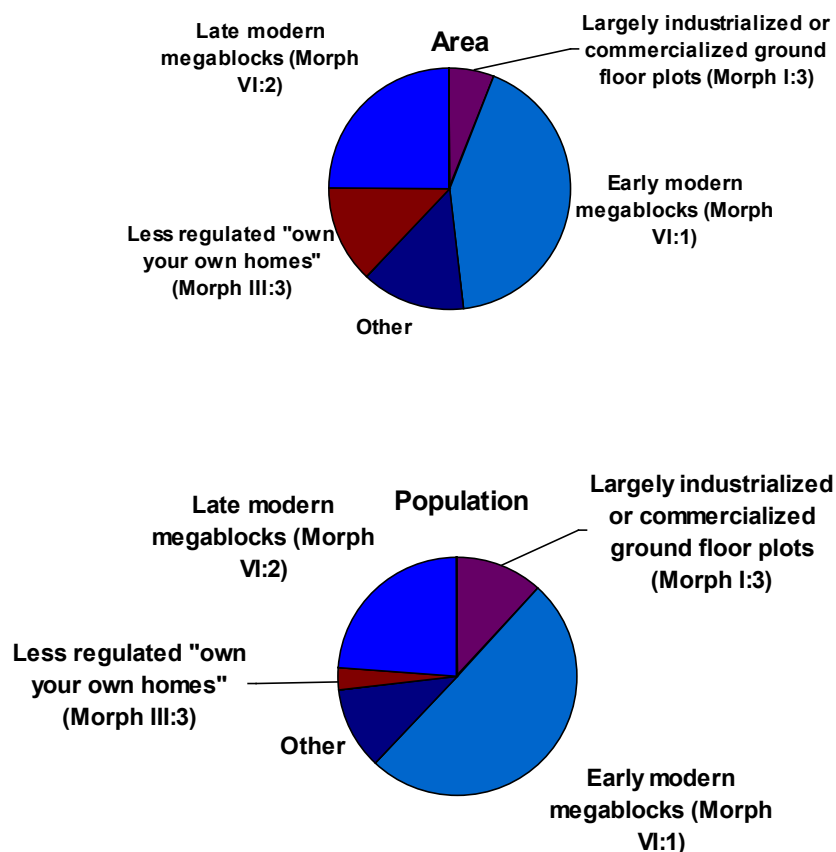 Area
Late modern
megablocks (Morph
VI:2)
Largely industrialized or
commercialized ground
floor plots (Morph I:3)
Early modern
megablocks (Morph
VI:1)
Less regulated "own
your own homes"
(Morph III:3)
Other
Population
Late modern
megablocks (Morph
VI:2)
Largely industrialized
or commercialized
ground floor plots
(Morph I:3)
Less regulated "own
your own homes"
(Morph III:3)
Other
Early modern
megablocks (Morph
VI:1)